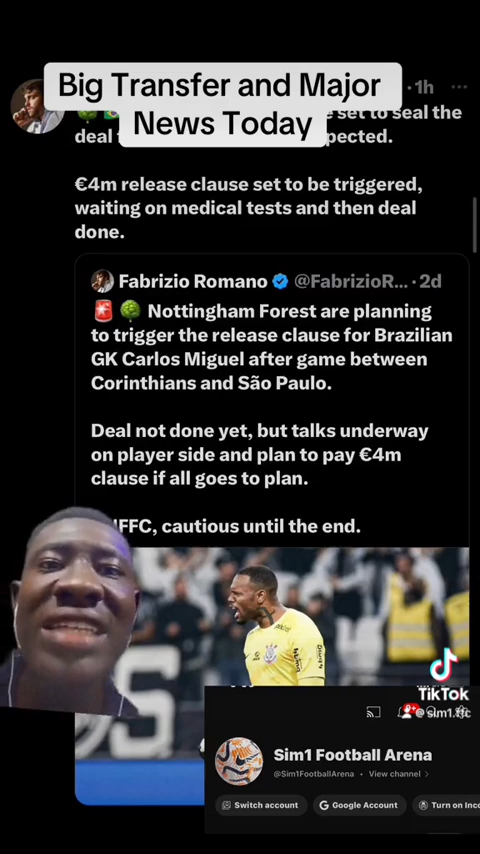 Big Transfer and Major
News Today
· 1h ...
set to seal the
deal
pected.
€4m release clause set to be triggered,
waiting on medical tests and then deal
done.
Fabrizio Romano @FabrizioR... · 2d
Nottingham Forest are planning
to trigger the release clause for Brazilian
GK Carlos Miguel after game between
Corinthians and São Paulo.
Deal not done yet, but talks underway
on player side and plan to pay €4m
clause if all goes to plan.
FFC, cautious until the end.
TikTok
@sim1.ffc
Sim1 Football Arena
@Sim1FootballArena • View channel >
Switch account
Google Account
Turn on Inco